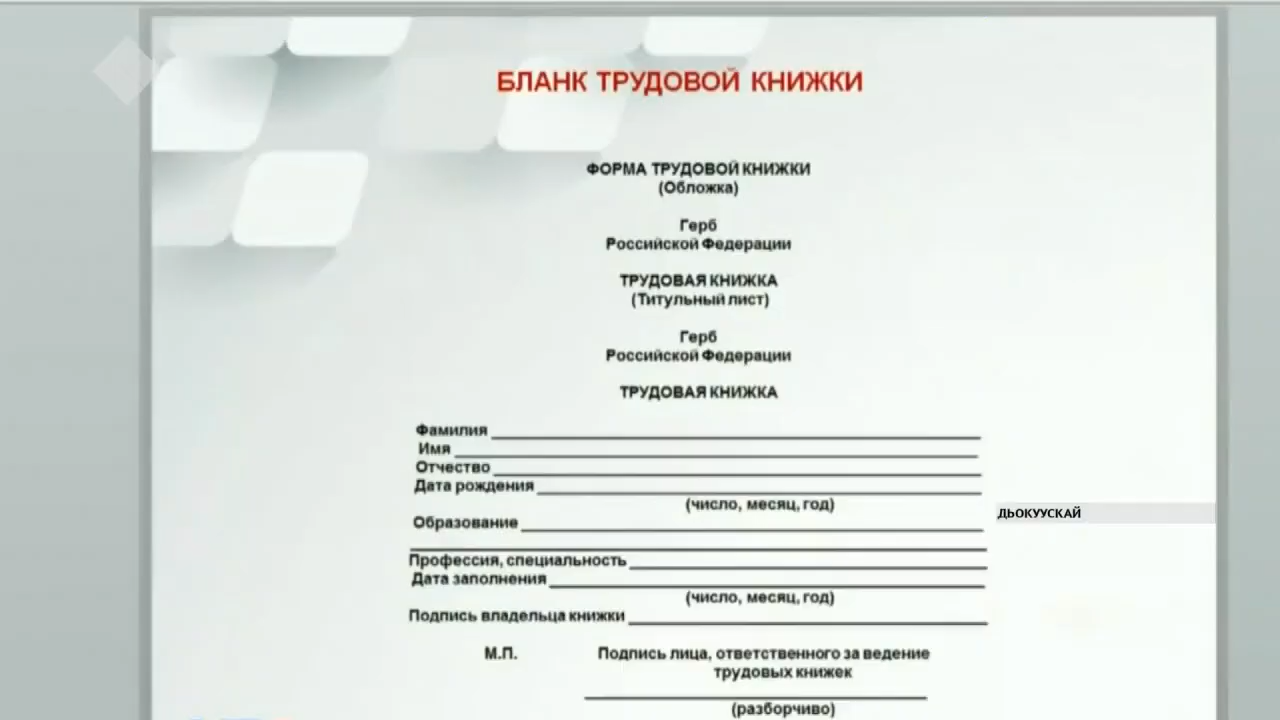 БЛАНК ТРУДОВОЙ КНИЖКИ
ФОРМА ТРУДОВОЙ КНИЖКИ
(Обложка)
Герб
Российской Федерации
ТРУДОВАЯ КНИЖКА
(Титульный лист)
Герб
Российской Федерации
ТРУДОВАЯ КНИЖКА
Фамилия
Имя
Отчество
Дата рождения
(число, месяц, год)
ДЬОКУУСКАЙ
Образование
Профессия, специальность
Дата заполнения
(число, месяц, год)
Подпись владельца книжки
М.П. Подпись лица, ответственного за ведение
трудовых книжек
(разборчиво)